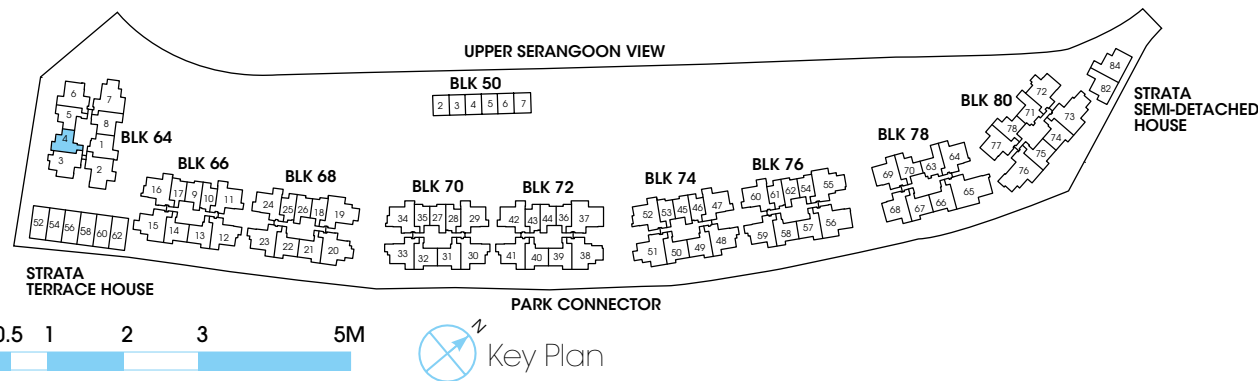 UPPER SERANGOON VIEW
BLK 50
2 3 4 5 6 7
84
82
STRATA
SEMI-DETACHED
HOUSE
BLK 80
72
71
73
78
74
77
75
76
BLK 64
6
7
5
8
4
1
3
2
BLK 66
16 17 9 10 11
15 14 13 12
BLK 68
24 25 26 18 19
23 22 21 20
BLK 70
34 35 27 28 29
33 32 31 30
BLK 72
42 43 44 36 37
41 40 39 38
BLK 74
52 53 45 46 47
51 50 49 48
BLK 76
60 61 62 54 55
59 58 57 56
BLK 78
69 70 63 64
68 67 66 65
52 54 56 58 60 62
STRATA
TERRACE HOUSE
PARK CONNECTOR
0.5 1 2 3 5M
N
Key Plan